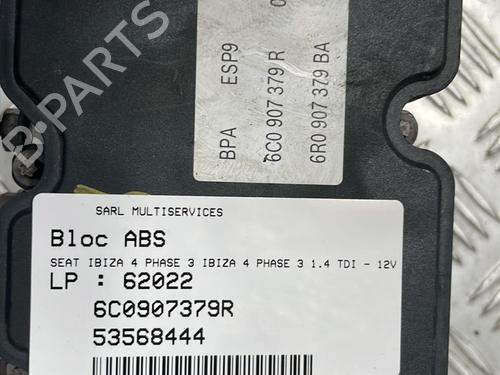 BPA ESP9
6C0 907 379 R
6R0 907 379 BA
SARL MULTISERVICES
Bloc ABS
SEAT IBIZA 4 PHASE 3 IBIZA 4 PHASE 3 1.4 TDI - 12V
LP : 62022
6C0907379R
53568444
B-Parts